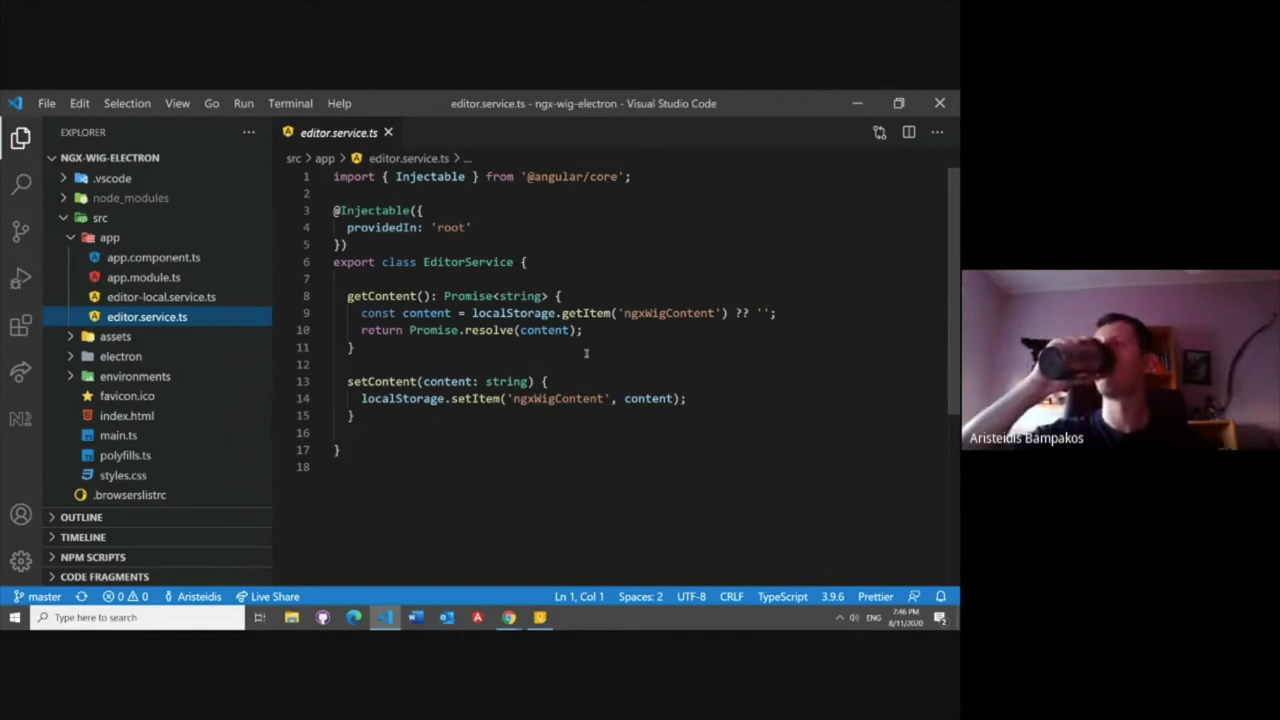 File Edit Selection View Go Run Terminal Help
editor.service.ts - ngx-wig-electron - Visual Studio Code
EXPLORER
NGX-WIG-ELECTRON
.vscode
node_modules
src
app
app.component.ts
app.module.ts
editor-local.service.ts
editor.service.ts
assets
electron
environments
favicon.ico
index.html
main.ts
polyfills.ts
styles.css
.browserslistrc
OUTLINE
TIMELINE
NPM SCRIPTS
CODE FRAGMENTS
editor.service.ts
src > app > editor.service.ts > ...
1 import { Injectable } from '@angular/core';
2
3 @Injectable({
4 providedIn: 'root'
5 })
6 export class EditorService {
7
8 getContent(): Promise<string> {
9 const content = localStorage.getItem('ngxWigContent') ?? '';
10 return Promise.resolve(content);
11 }
12
13 setContent(content: string) {
14 localStorage.setItem('ngxWigContent', content);
15 }
16
17 }
18
Aristeidis Bampakos
master 0 0 Aristeidis Live Share Ln 1, Col 1 Spaces: 2 UTF-8 CRLF TypeScript 3.9.6 Prettier
Type here to search
ENG
7:46 PM
8/11/2020